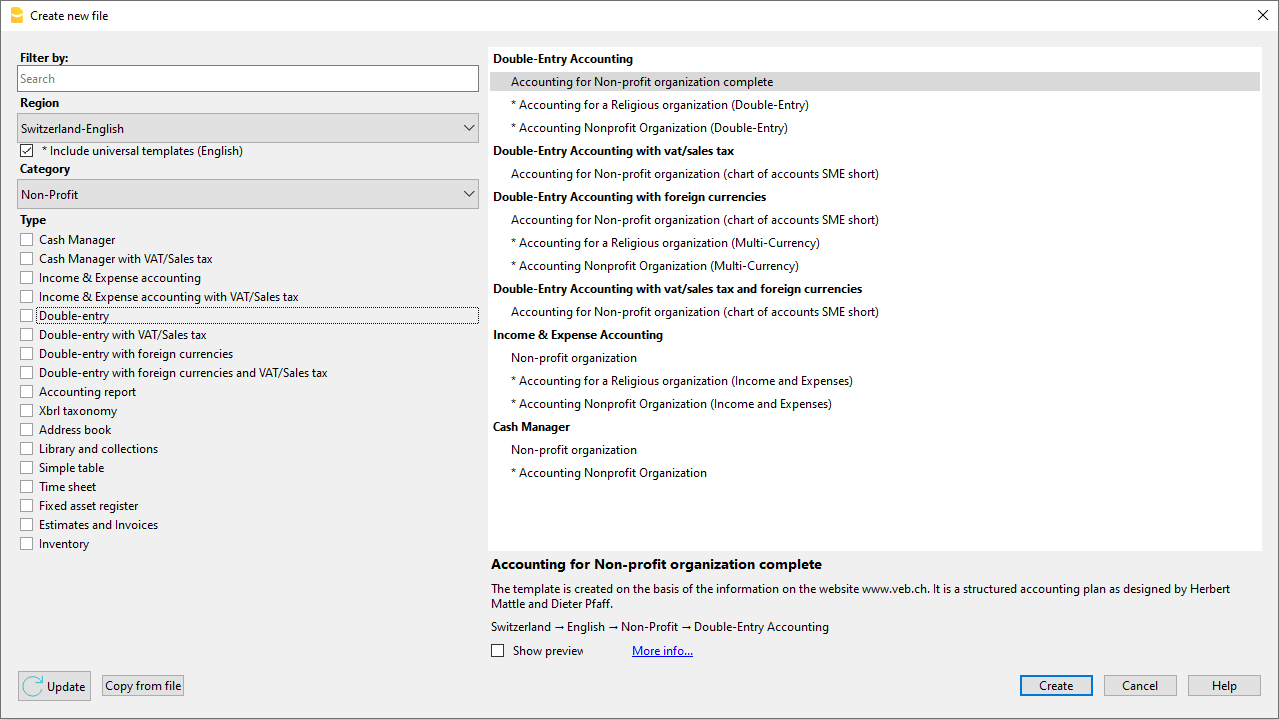 Create new file
Filter by:
Search
Region
Switzerland-English
* Include universal templates (English)
Category
Non-Profit
Type
Cash Manager
Cash Manager with VAT/Sales tax
Income & Expense accounting
Income & Expense accounting with VAT/Sales tax
Double-entry
Double-entry with VAT/Sales tax
Double-entry with foreign currencies
Double-entry with foreign currencies and VAT/Sales tax
Accounting report
Xbrl taxonomy
Address book
Library and collections
Simple table
Time sheet
Fixed asset register
Estimates and Invoices
Inventory
Double-Entry Accounting
Accounting for Non-profit organization complete
* Accounting for a Religious organization (Double-Entry)
* Accounting Nonprofit Organization (Double-Entry)
Double-Entry Accounting with vat/sales tax
Accounting for Non-profit organization (chart of accounts SME short)
Double-Entry Accounting with foreign currencies
Accounting for Non-profit organization (chart of accounts SME short)
* Accounting for a Religious organization (Multi-Currency)
* Accounting Nonprofit Organization (Multi-Currency)
Double-Entry Accounting with vat/sales tax and foreign currencies
Accounting for Non-profit organization (chart of accounts SME short)
Income & Expense Accounting
Non-profit organization
* Accounting for a Religious organization (Income and Expenses)
* Accounting Nonprofit Organization (Income and Expenses)
Cash Manager
Non-profit organization
* Accounting Nonprofit Organization
Accounting for Non-profit organization complete
The template is created on the basis of the information on the website www.veb.ch. It is a structured accounting plan as designed by Herbert
Mattle and Dieter Pfaff.
Switzerland → English → Non-Profit → Double-Entry Accounting
Show preview More info...
Update Copy from file Create Cancel Help